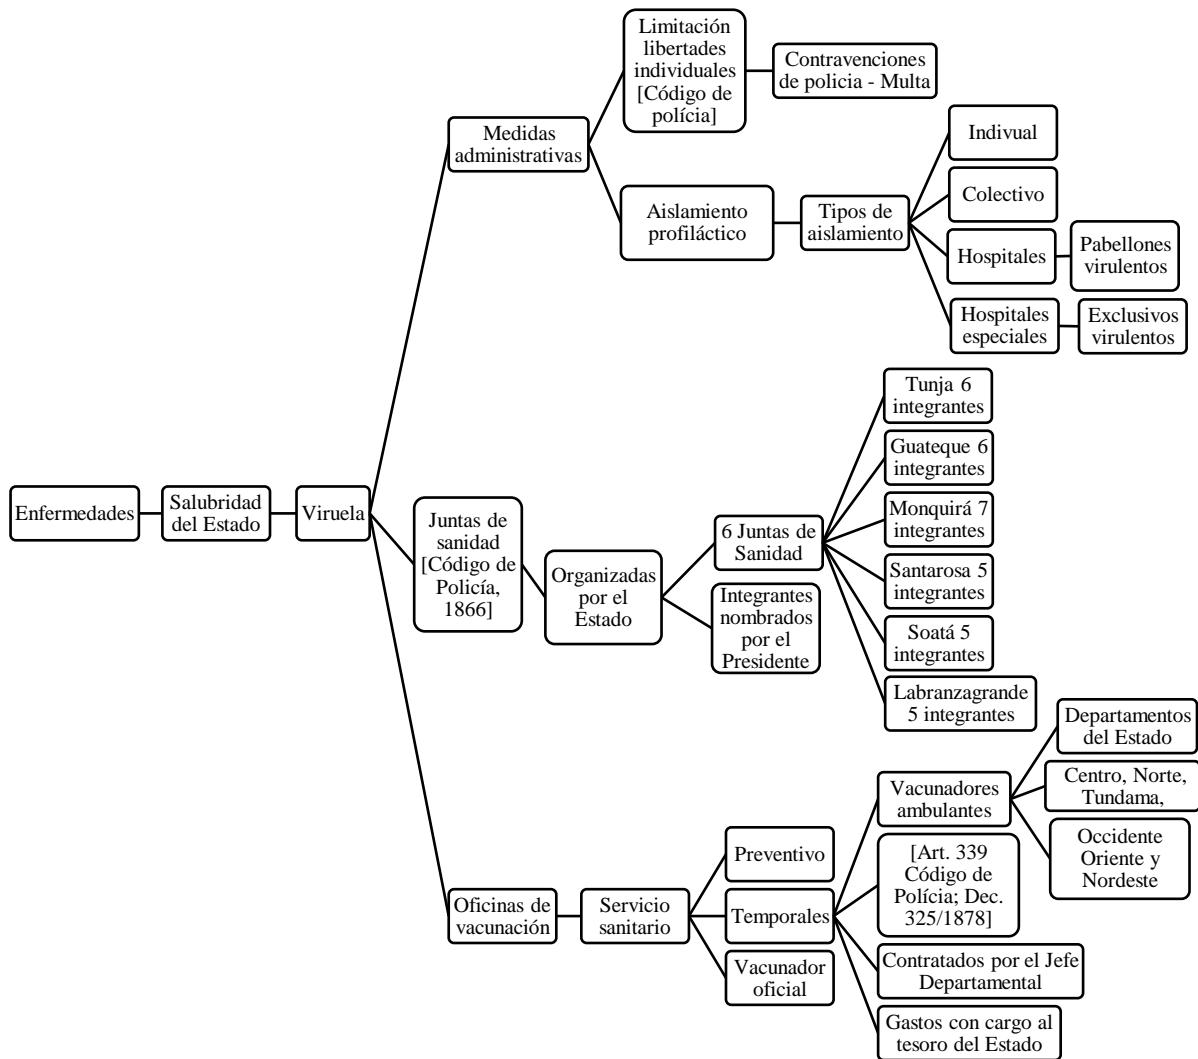 Enfermedades
Salubridad
del Estado
Viruela
Medidas
administrativas
Limitación
libertades
individuales
[Código de
polícia]
Contravenciones
de policia - Multa
Aislamiento
profiláctico
Tipos de
aislamiento
Indivual
Colectivo
Hospitales
Pabellones
virulentos
Hospitales
especiales
Exclusivos
virulentos
Juntas de
sanidad
[Código de
Policía,
1866]
Organizadas
por el
Estado
6 Juntas de
Sanidad
Tunja 6
integrantes
Guateque 6
integrantes
Monquirá 7
integrantes
Santarosa 5
integrantes
Soatá 5
integrantes
Labranzagrande
5 integrantes
Integrantes
nombrados
por el
Presidente
Oficinas de
vacunación
Servicio
sanitario
Preventivo
Temporales
Vacunadores
ambulantes
Departamentos
del Estado
Centro, Norte,
Tundama,
Occidente
Oriente y
Nordeste
[Art. 339
Código de
Polícia; Dec.
325/1878]
Contratados por el Jefe
Departamental
Gastos con cargo al
tesoro del Estado
Vacunador
oficial